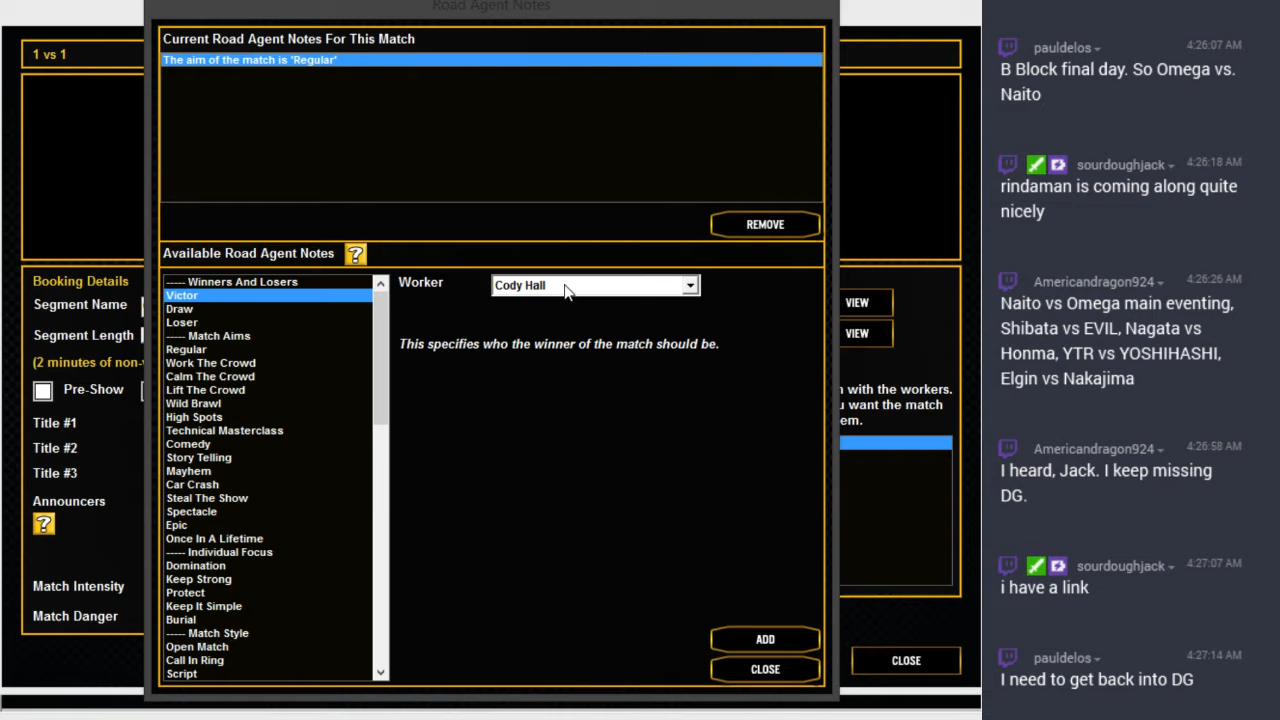 Road Agent Notes
Current Road Agent Notes For This Match
1 vs 1
The aim of the match is 'Regular'
REMOVE
Available Road Agent Notes
?
----- Winners And Losers
Victor
Draw
Loser
----- Match Aims
Regular
Work The Crowd
Calm The Crowd
Lift The Crowd
Wild Brawl
High Spots
Technical Masterclass
Comedy
Story Telling
Mayhem
Car Crash
Steal The Show
Spectacle
Epic
Once In A Lifetime
----- Individual Focus
Domination
Keep Strong
Protect
Keep It Simple
Burial
----- Match Style
Open Match
Call In Ring
Script
Worker
Cody Hall
This specifies who the winner of the match should be.
ADD
CLOSE
Booking Details
Segment Name
Segment Length
(2 minutes of non-
Pre-Show
Title #1
Title #2
Title #3
Announcers
?
Match Intensity
Match Danger
VIEW
VIEW
with the workers.
want the match
em.
CLOSE
pauldelos
4:26:07 AM
B Block final day. So Omega vs.
Naito
sourdoughjack
4:26:18 AM
rindaman is coming along quite
nicely
Americandragon924
4:26:26 AM
Naito vs Omega main eventing,
Shibata vs EVIL, Nagata vs
Honma, YTR vs YOSHIHASHI,
Elgin vs Nakajima
Americandragon924
4:26:58 AM
I heard, Jack. I keep missing
DG.
sourdoughjack
4:27:07 AM
i have a link
pauldelos
4:27:14 AM
I need to get back into DG